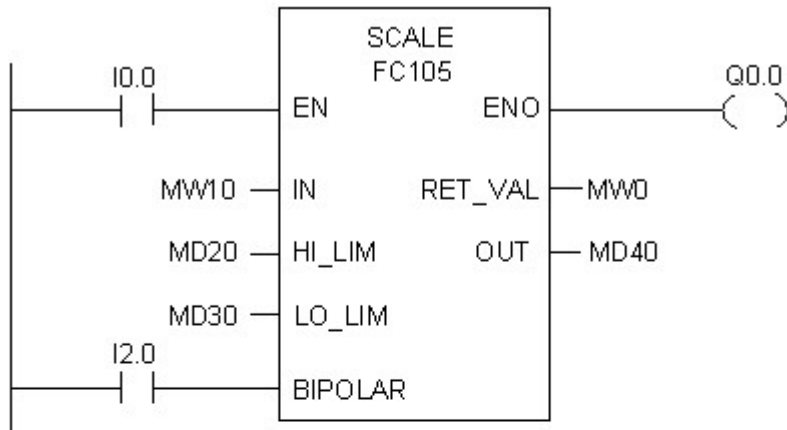 SCALE
FC105
I0.0
Q0.0
EN ENO
MW10 IN RET_VAL MW0
MD20 HI_LIM OUT MD40
MD30 LO_LIM
I2.0
BIPOLAR